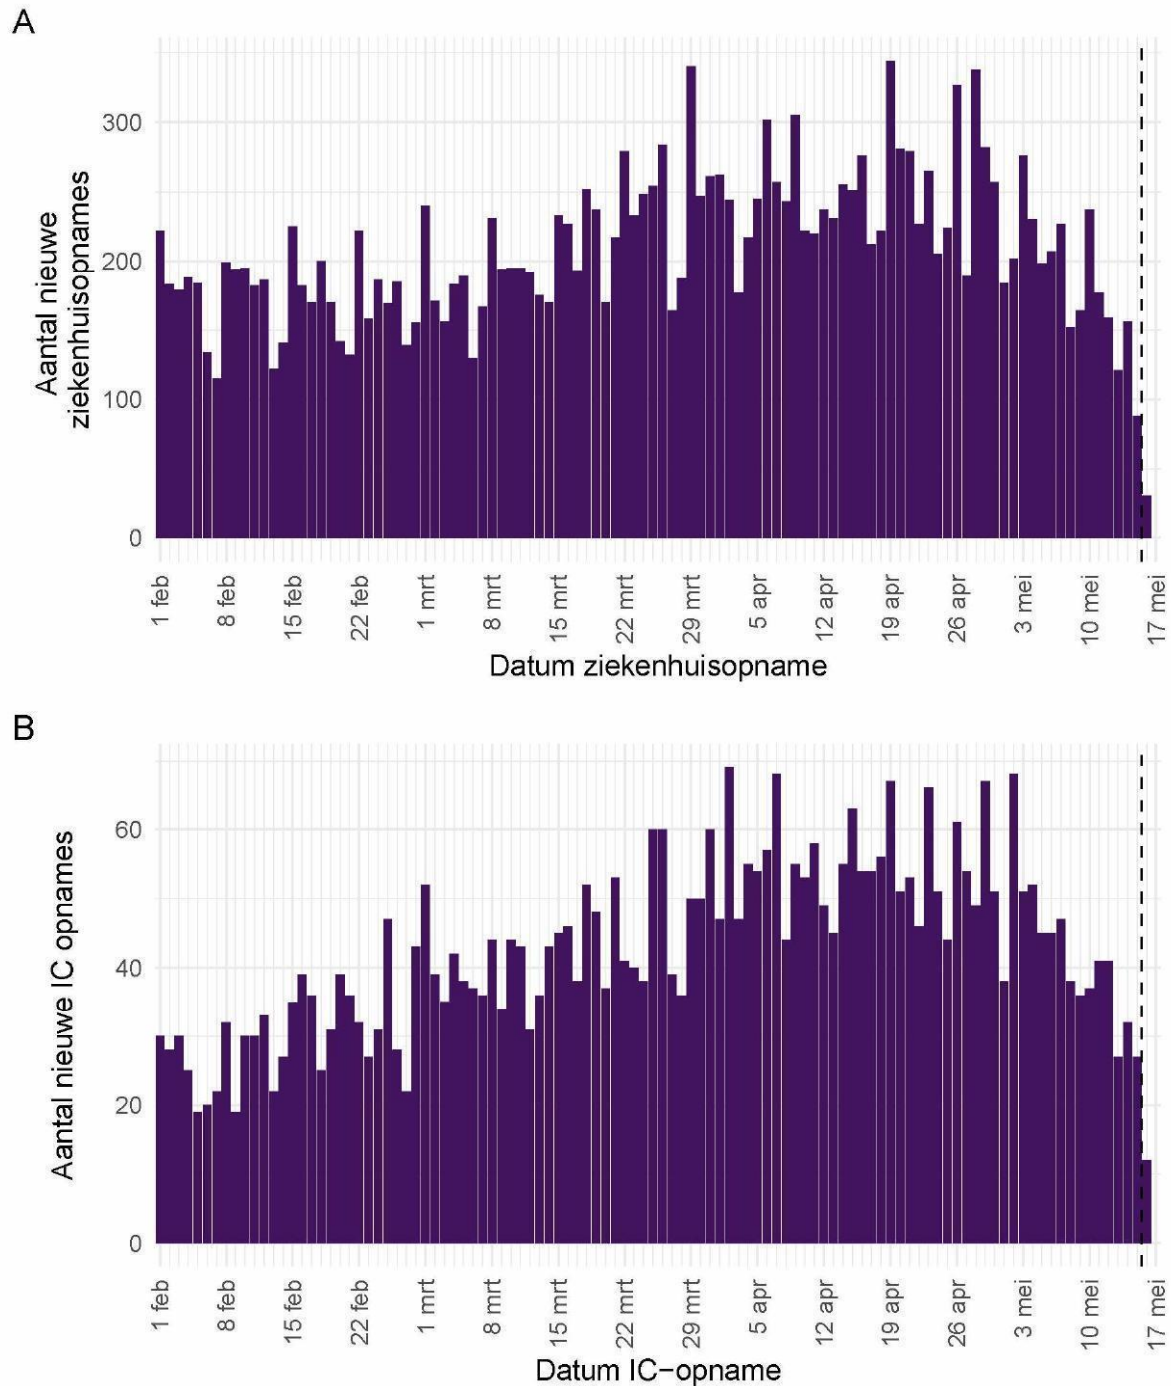 A
Aantal nieuwe
ziekenhuisopnames
300
200
100
0
1 feb
8 feb
15 feb
22 feb
1 mrt
8 mrt
15 mrt
22 mrt
29 mrt
5 apr
12 apr
19 apr
26 apr
3 mei
10 mei
17 mei
Datum ziekenhuisopname
B
Aantal nieuwe IC opnames
60
40
20
0
1 feb
8 feb
15 feb
22 feb
1 mrt
8 mrt
15 mrt
22 mrt
29 mrt
5 apr
12 apr
19 apr
26 apr
3 mei
10 mei
17 mei
Datum IC−opname